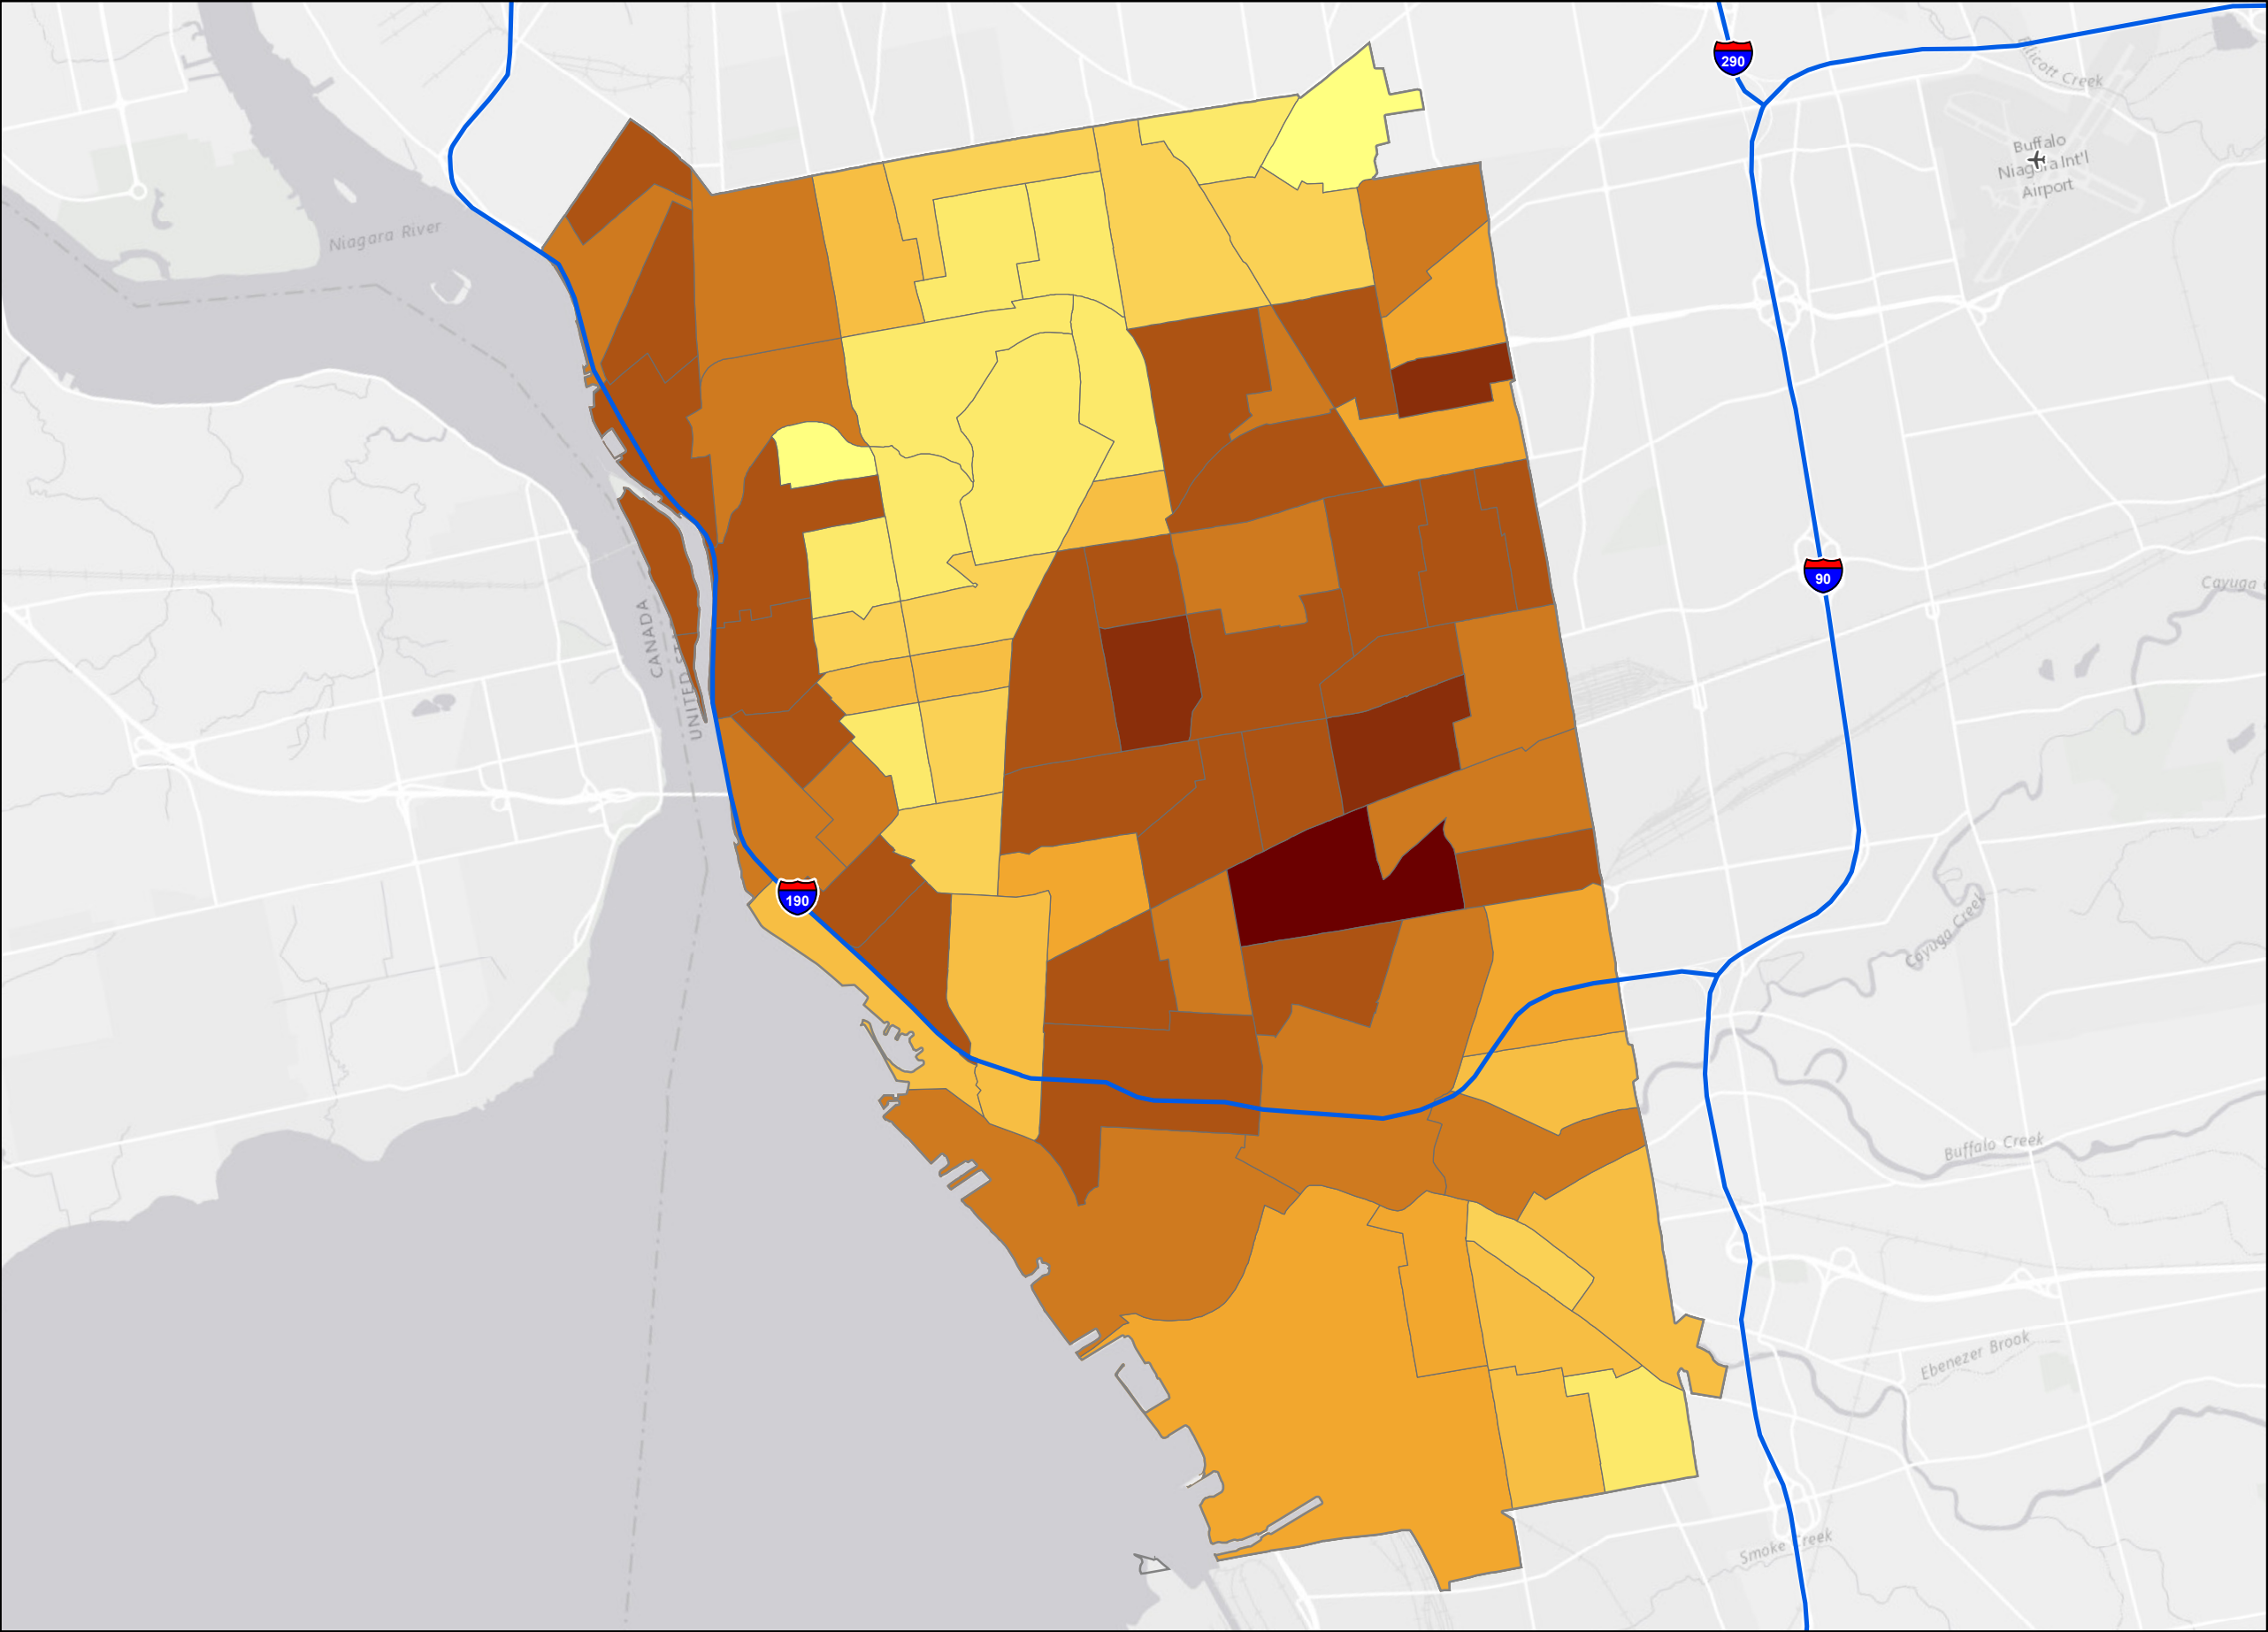 290
Ellicott Creek
Buffalo
Niagara Int'l
Airport
Niagara River
90
Cayuga
CANADA
UNITED ST
190
Cayuga Creek
Buffalo Creek
Ebenezer Brook
Smoke Creek